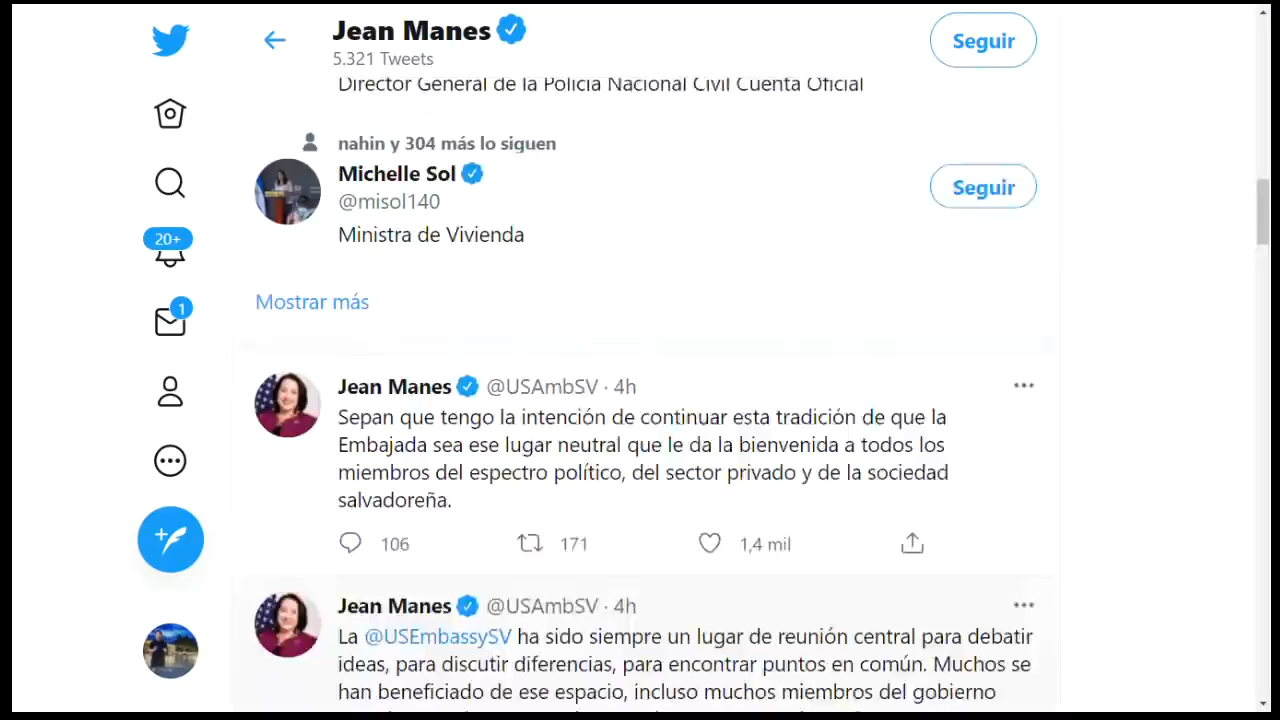 Jean Manes
5.321 Tweets
Seguir
Director General de la Policía Nacional Civil Cuenta Oficial
nahin y 304 más lo siguen
Michelle Sol
@misol140
Ministra de Vivienda
Seguir
20+
1
Mostrar más
Jean Manes @USAmbSV · 4h
Sepan que tengo la intención de continuar esta tradición de que la
Embajada sea ese lugar neutral que le da la bienvenida a todos los
miembros del espectro político, del sector privado y de la sociedad
salvadoreña.
106 171 1,4 mil
Jean Manes @USAmbSV · 4h
La @USEmbassySV ha sido siempre un lugar de reunión central para debatir
ideas, para discutir diferencias, para encontrar puntos en común. Muchos se
han beneficiado de ese espacio, incluso muchos miembros del gobierno